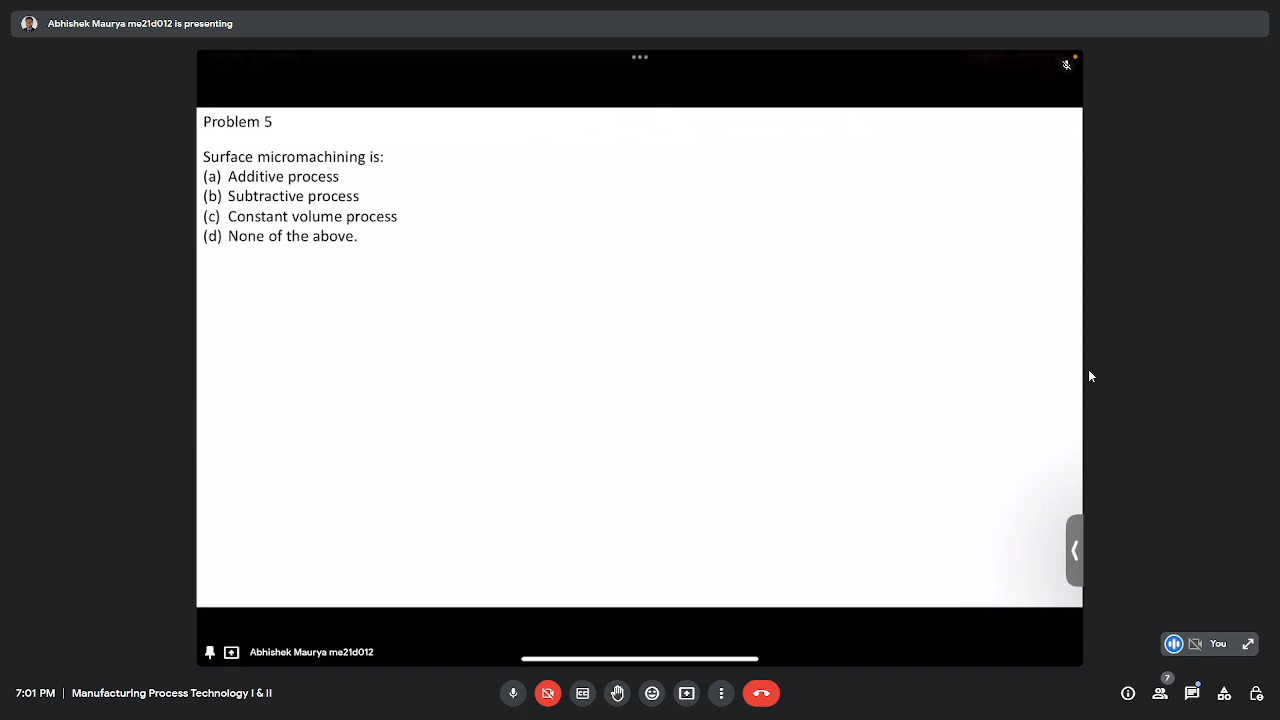 Abhishek Maurya me21d012 is presenting
Problem 5
Surface micromachining is:
(a) Additive process
(b) Subtractive process
(c) Constant volume process
(d) None of the above.
Abhishek Maurya me21d012
You
7
7:01 PM | Manufacturing Process Technology I & II